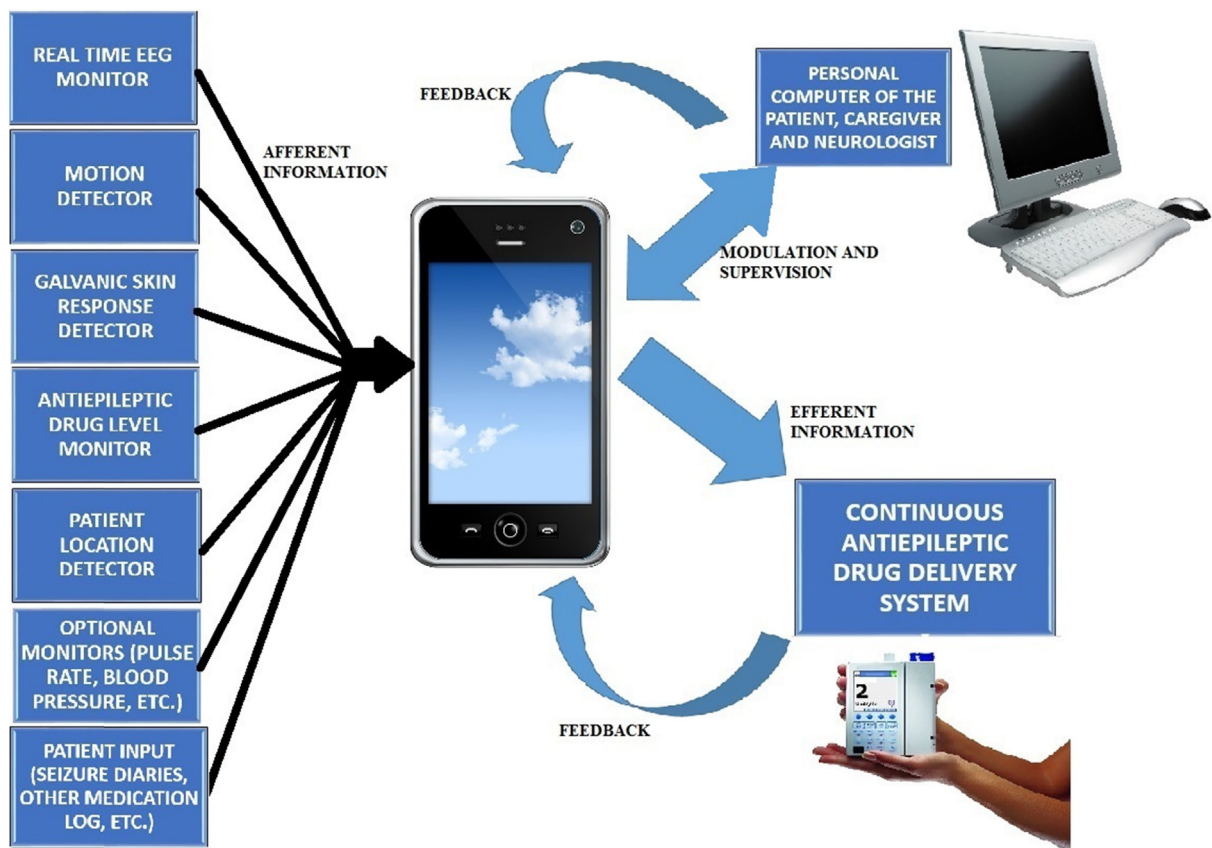 REAL TIME EEG
MONITOR
MOTION
DETECTOR
GALVANIC SKIN
RESPONSE
DETECTOR
ANTIEPILEPTIC
DRUG LEVEL
MONITOR
PATIENT
LOCATION
DETECTOR
OPTIONAL
MONITORS (PULSE
RATE, BLOOD
PRESSURE, ETC.)
PATIENT INPUT
(SEIZURE DIARIES,
OTHER MEDICATION
LOG, ETC.)
AFFERENT
INFORMATION
FEEDBACK
PERSONAL
COMPUTER OF THE
PATIENT, CAREGIVER
AND NEUROLOGIST
MODULATION AND
SUPERVISION
EFFERENT
INFORMATION
CONTINUOUS
ANTIEPILEPTIC
DRUG DELIVERY
SYSTEM
FEEDBACK
2